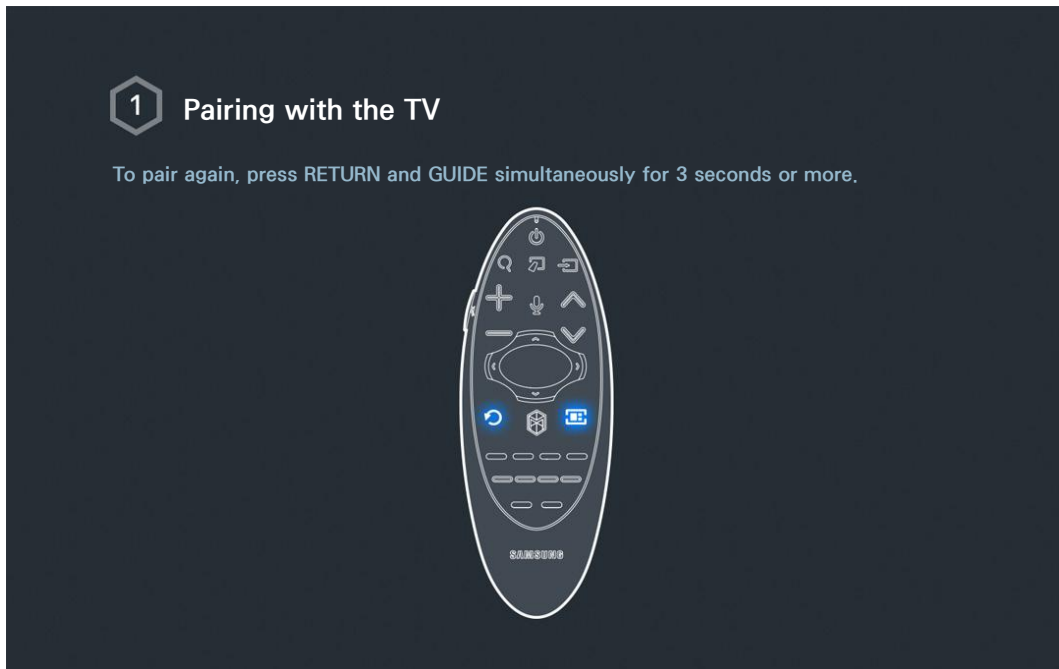 1
Pairing with the TV
To pair again, press RETURN and GUIDE simultaneously for 3 seconds or more.
SAMSUNG